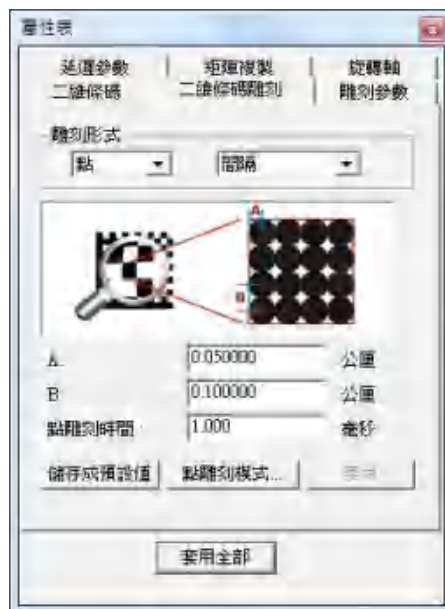 屬性表
延遲參數 矩陣複製 旋轉軸
二維條碼 二維條碼雕刻 雕刻參數
雕刻形式
點 間隔
A
B
A 0.050000 公厘
B 0.100000 公厘
點雕刻時間 1.000 毫秒
儲存成預設值 點雕刻模式...
套用全部